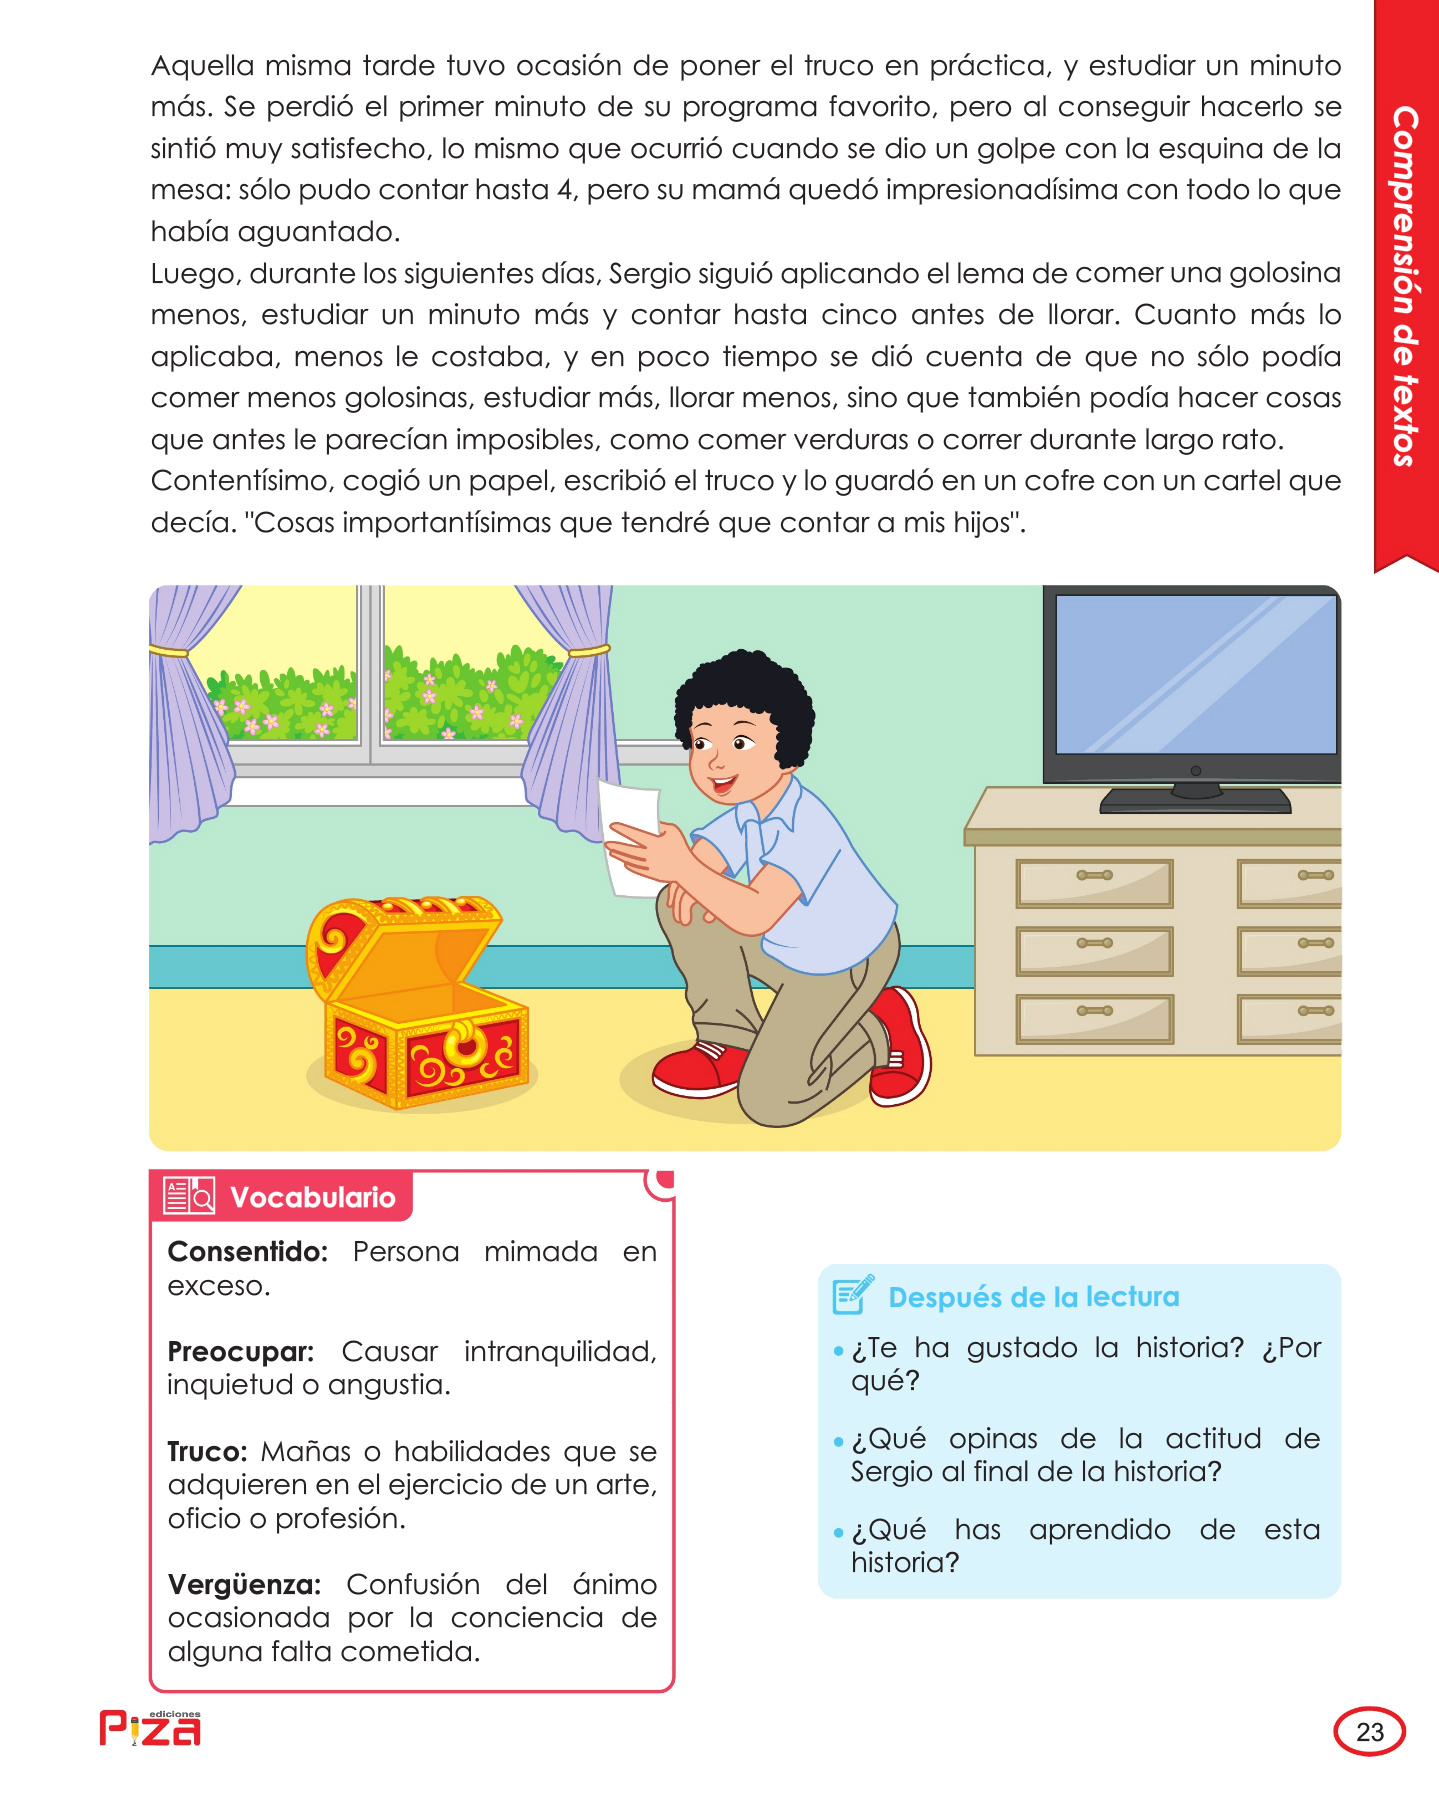 Aquella misma tarde tuvo ocasión de poner el truco en práctica, y estudiar un minuto
más. Se perdió el primer minuto de su programa favorito, pero al conseguir hacerlo se
sintió muy satisfecho, lo mismo que ocurrió cuando se dio un golpe con la esquina de la
mesa: sólo pudo contar hasta 4, pero su mamá quedó impresionadísima con todo lo que
había aguantado.
Luego, durante los siguientes días, Sergio siguió aplicando el lema de comer una golosina
menos, estudiar un minuto más y contar hasta cinco antes de llorar. Cuanto más lo
aplicaba, menos le costaba, y en poco tiempo se dió cuenta de que no sólo podía
comer menos golosinas, estudiar más, llorar menos, sino que también podía hacer cosas
que antes le parecían imposibles, como comer verduras o correr durante largo rato.
Contentísimo, cogió un papel, escribió el truco y lo guardó en un cofre con un cartel que
decía. "Cosas importantísimas que tendré que contar a mis hijos".
Comprensión de textos
Vocabulario
Consentido: Persona mimada en
exceso.
Preocupar: Causar intranquilidad,
inquietud o angustia.
Truco: Mañas o habilidades que se
adquieren en el ejercicio de un arte,
oficio o profesión.
Vergüenza: Confusión del ánimo
ocasionada por la conciencia de
alguna falta cometida.
Después de la lectura
• ¿Te ha gustado la historia? ¿Por
qué?
• ¿Qué opinas de la actitud de
Sergio al final de la historia?
• ¿Qué has aprendido de esta
historia?
ediciones
Piza
23